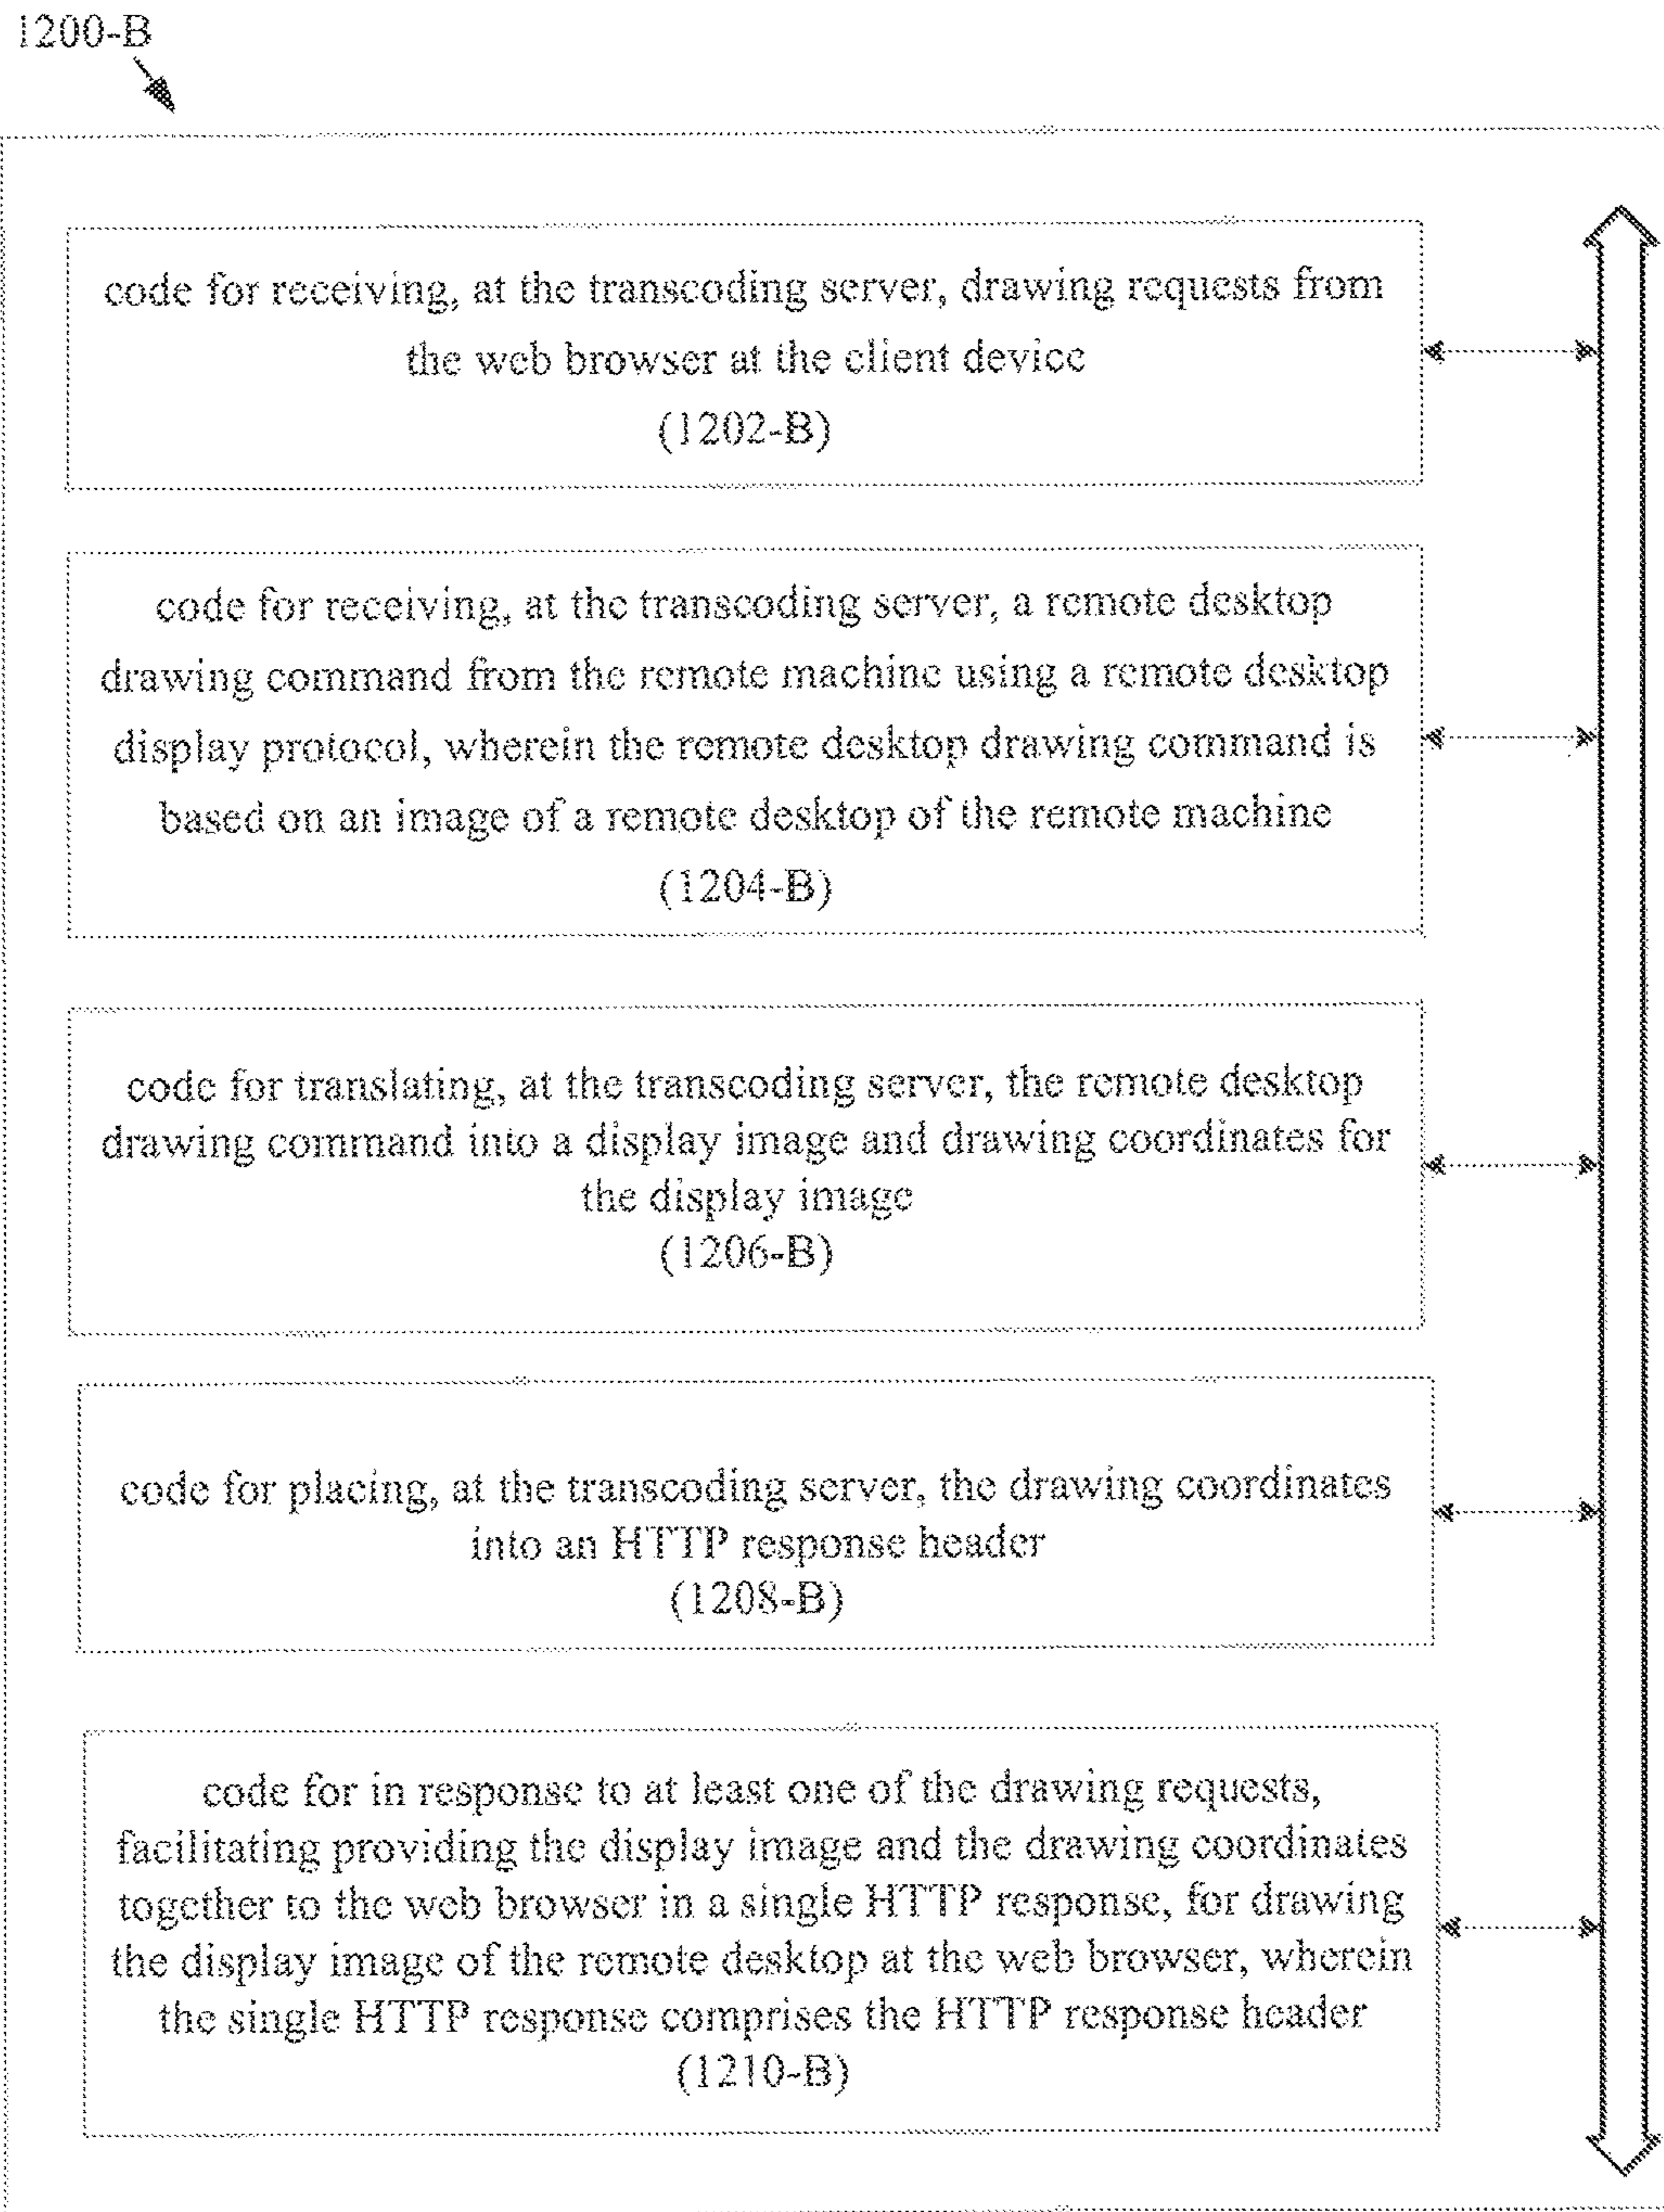 1200-B
code for receiving, at the transcoding server, drawing requests from
the web browser at the client device
(1202-B)
code for receiving, at the transcoding server, a remote desktop
drawing command from the remote machine using a remote desktop
display protocol, wherein the remote desktop drawing command is
based on an image of a remote desktop of the remote machine
(1204-B)
code for translating, at the transcoding server, the remote desktop
drawing command into a display image and drawing coordinates for
the display image
(1206-B)
code for placing, at the transcoding server, the drawing coordinates
into an HTTP response header
(1208-B)
code for in response to at least one of the drawing requests,
facilitating providing the display image and the drawing coordinates
together to the web browser in a single HTTP response, for drawing
the display image of the remote desktop at the web browser, wherein
the single HTTP response comprises the HTTP response header
(1210-B)